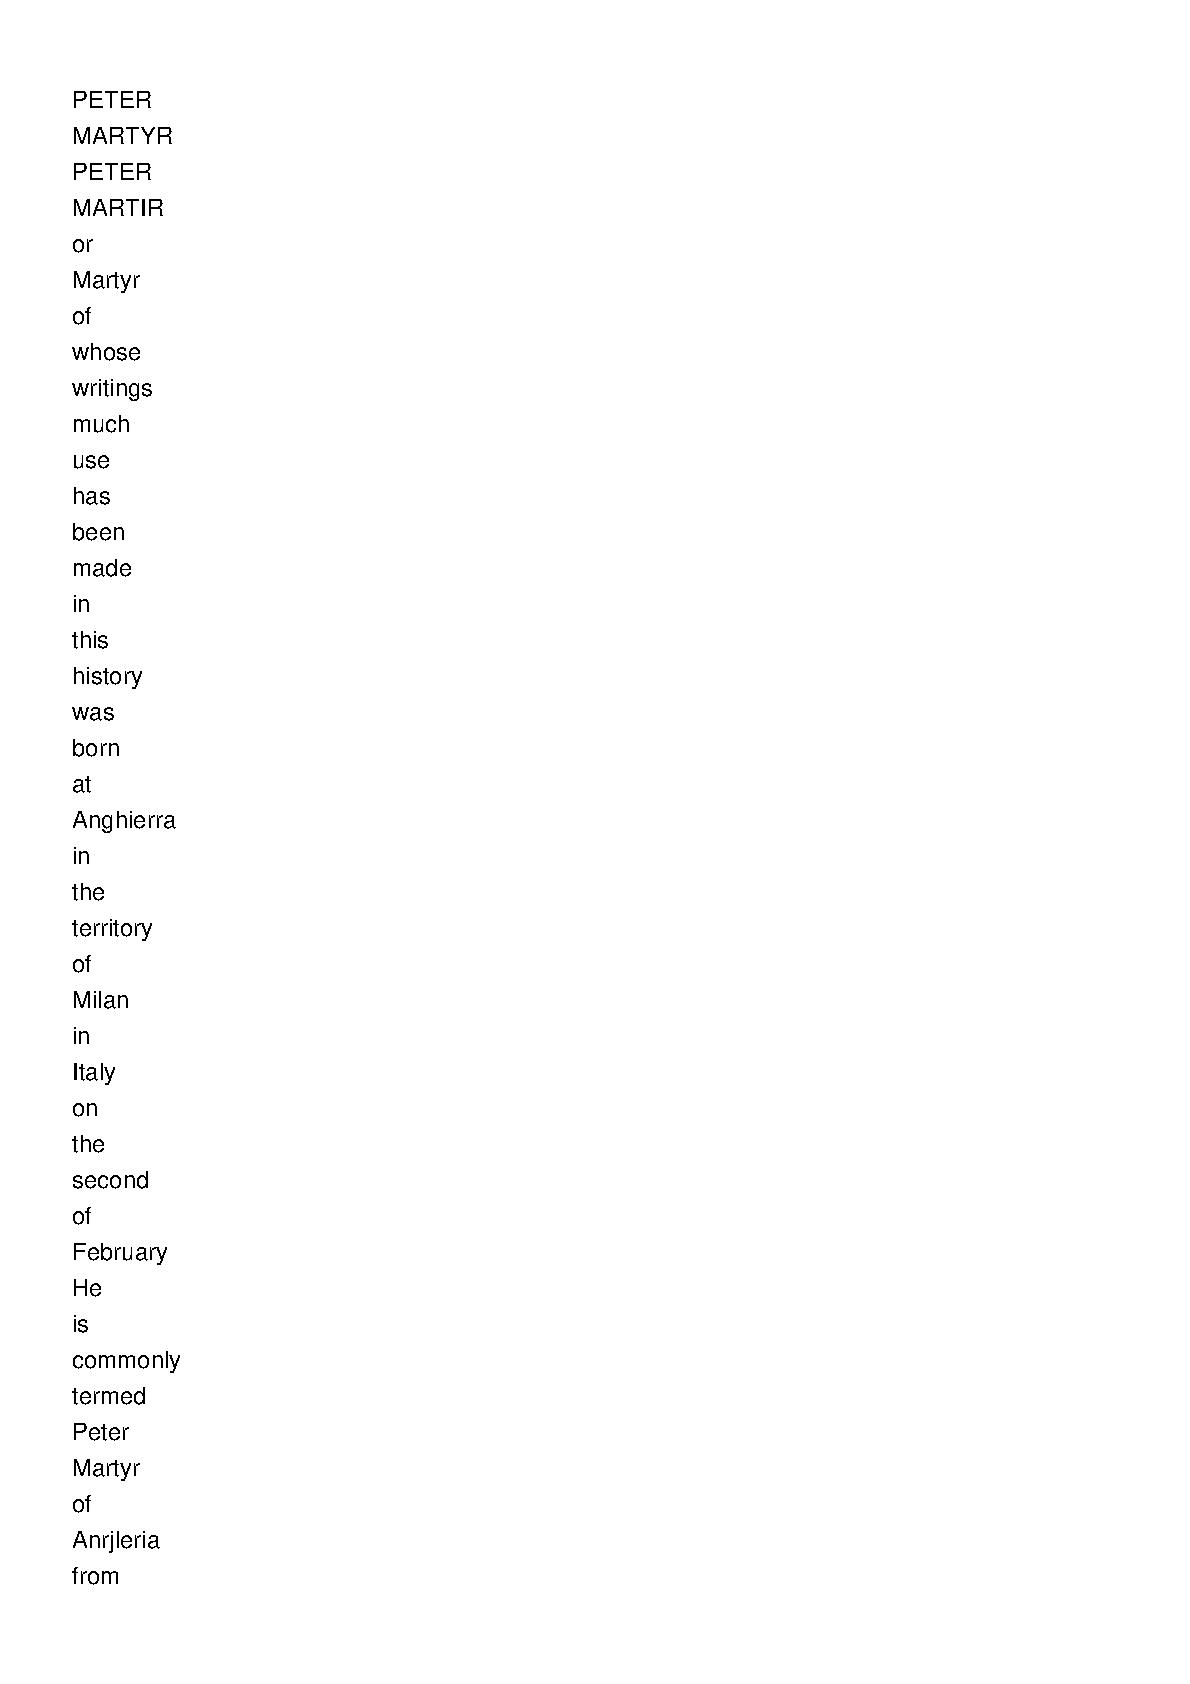 PETER
MARTYR
PETER
MARTIR
or
Martyr
of
whose
writings
much
use
has
been
made
in
this
history
was
born
at
Anghierra
in
the
territory
of
Milan
in
Italy
on
the
second
of
February
He
is
commonly
termed
Peter
Martyr
of
Anrjleria
from